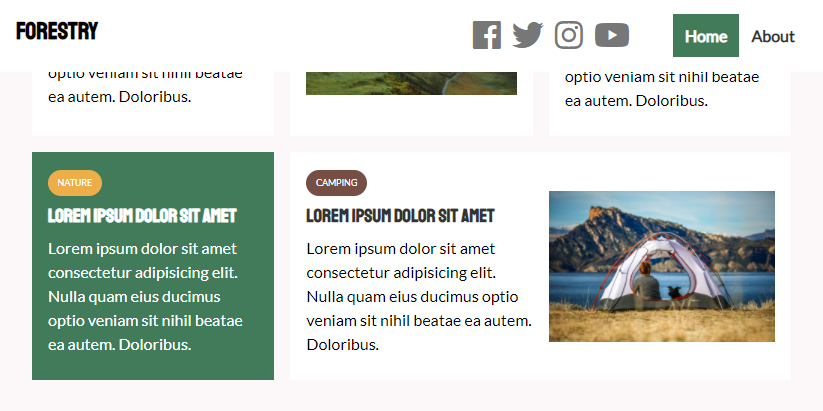 FORESTRY
Home
About
optio veniam sit nihil beatae
ea autem. Doloribus.
optio veniam sit nihil beatae
ea autem. Doloribus.
NATURE
LOREM IPSUM DOLOR SIT AMET
Lorem ipsum dolor sit amet
consectetur adipisicing elit.
Nulla quam eius ducimus
optio veniam sit nihil beatae
ea autem. Doloribus.
CAMPING
LOREM IPSUM DOLOR SIT AMET
Lorem ipsum dolor sit amet
consectetur adipisicing elit.
Nulla quam eius ducimus optio
veniam sit nihil beatae ea autem.
Doloribus.